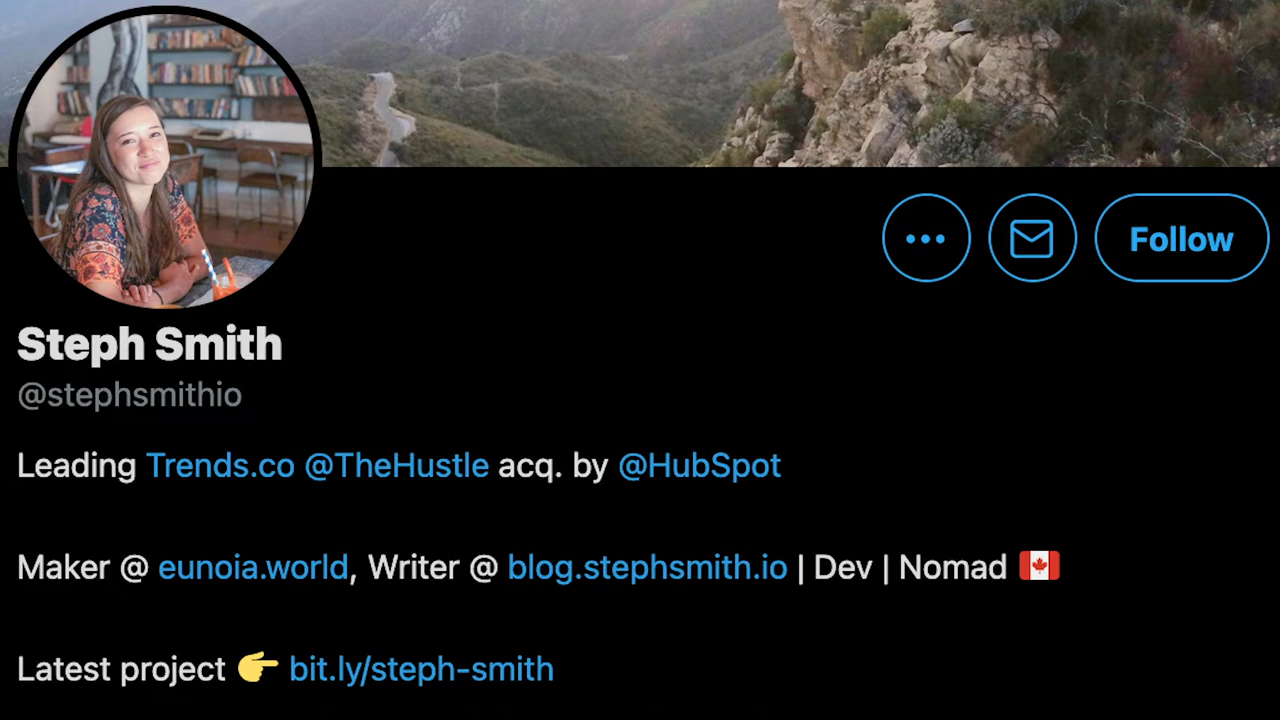 Follow
Steph Smith
@stephsmithio
Leading Trends.co @TheHustle acq. by @HubSpot
Maker @ eunoia.world, Writer @ blog.stephsmith.io | Dev | Nomad 🇨🇦
Latest project 👉 bit.ly/steph-smith